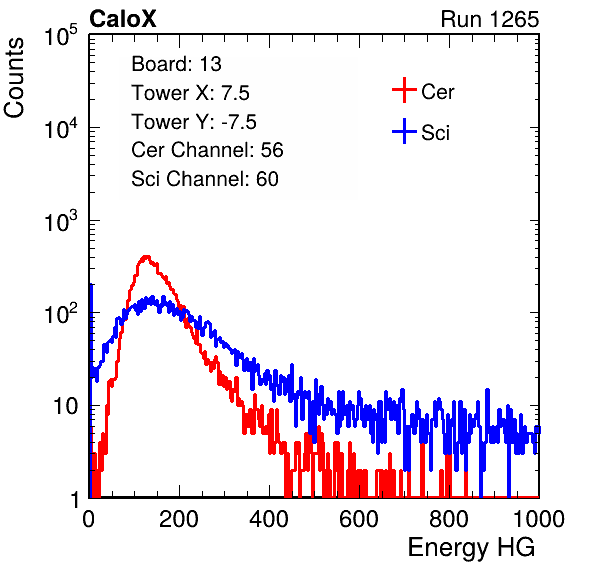 CaloX Run 1265
Counts
10^5
10^4
10^3
10^2
10
1
Board: 13
Tower X: 7.5
Tower Y: -7.5
Cer Channel: 56
Sci Channel: 60
Cer
Sci
0 200 400 600 800 1000
Energy HG